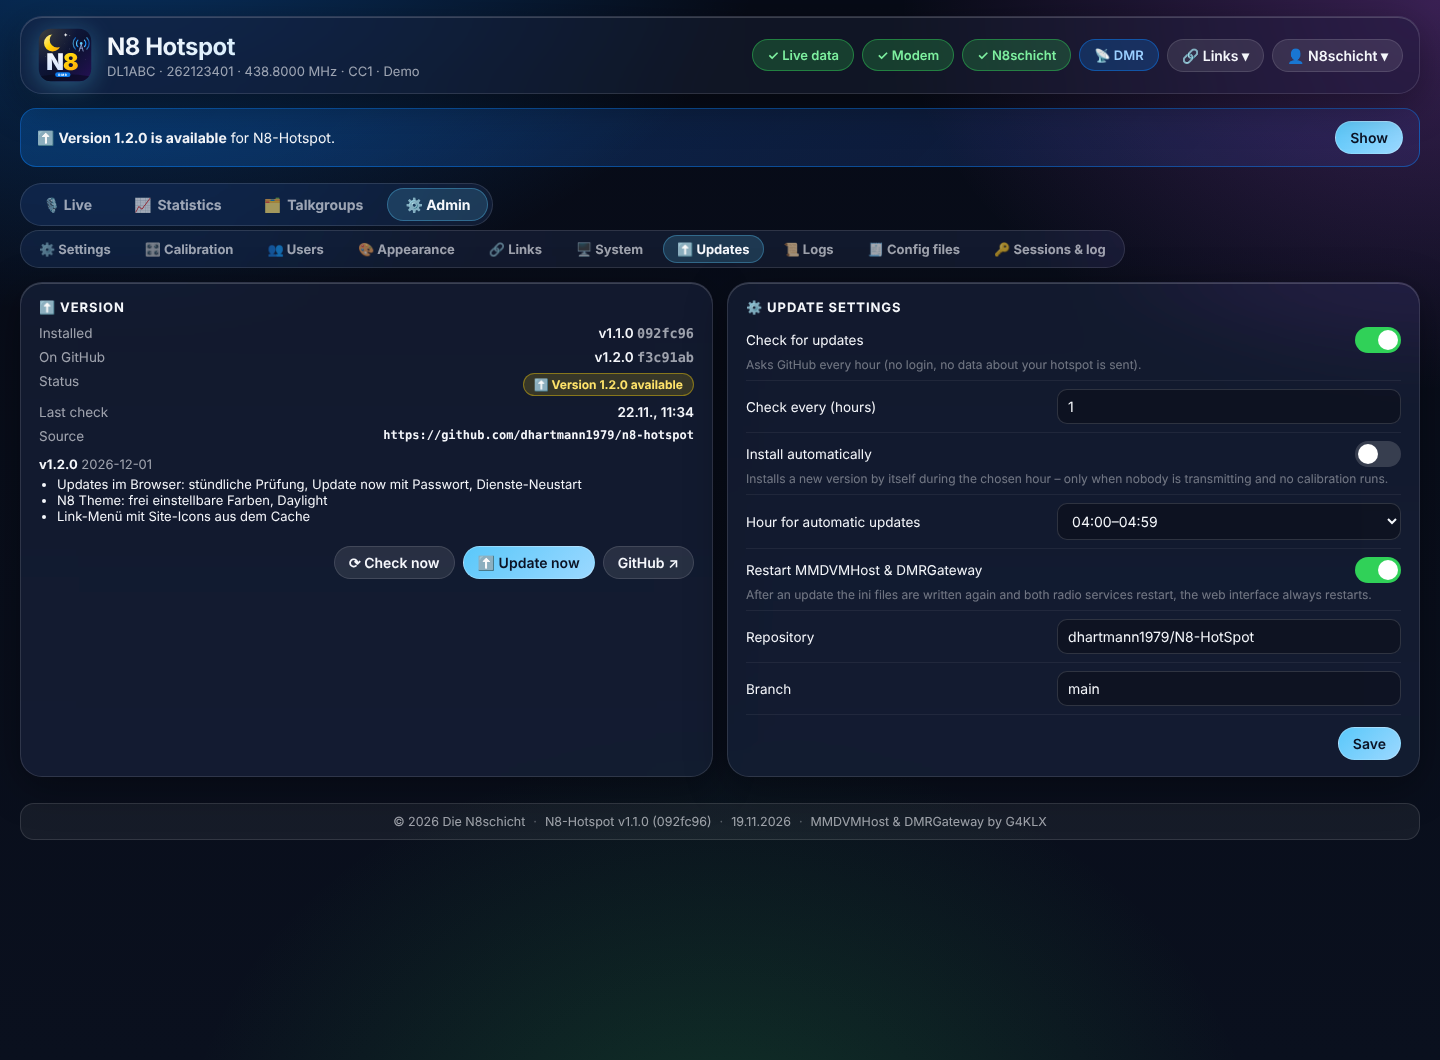 N8 Hotspot
DL1ABC · 262123401 · 438.8000 MHz · CC1 · Demo
N8
DMR
✓ Live data
✓ Modem
✓ N8schicht
📡 DMR
🔗 Links ▾
👤 N8schicht ▾
⬆️ Version 1.2.0 is available for N8-Hotspot.
Show
🎙️ Live
📈 Statistics
🗂️ Talkgroups
⚙️ Admin
⚙️ Settings
🎛️ Calibration
👥 Users
🎨 Appearance
🔗 Links
🖥️ System
⬆️ Updates
📜 Logs
🧾 Config files
🔑 Sessions & log
⬆️ VERSION
Installed v1.1.0 092fc96
On GitHub v1.2.0 f3c91ab
Status ⬆️ Version 1.2.0 available
Last check 22.11., 11:34
Source https://github.com/dhartmann1979/n8-hotspot
v1.2.0 2026-12-01
• Updates im Browser: stündliche Prüfung, Update now mit Passwort, Dienste-Neustart
• N8 Theme: frei einstellbare Farben, Daylight
• Link-Menü mit Site-Icons aus dem Cache
⟳ Check now
⬆️ Update now
GitHub ↗
⚙️ UPDATE SETTINGS
Check for updates
Asks GitHub every hour (no login, no data about your hotspot is sent).
Check every (hours) 1
Install automatically
Installs a new version by itself during the chosen hour – only when nobody is transmitting and no calibration runs.
Hour for automatic updates 04:00–04:59
Restart MMDVMHost & DMRGateway
After an update the ini files are written again and both radio services restart, the web interface always restarts.
Repository dhartmann1979/N8-HotSpot
Branch main
Save
© 2026 Die N8schicht · N8-Hotspot v1.1.0 (092fc96) · 19.11.2026 · MMDVMHost & DMRGateway by G4KLX